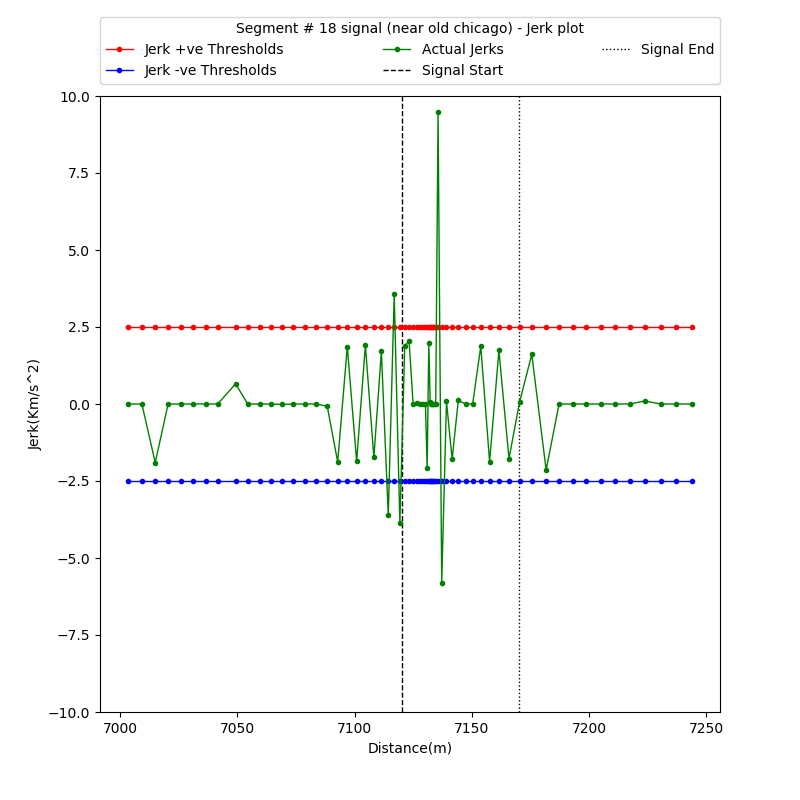 Segment # 18 signal (near old chicago) - Jerk plot
Jerk +ve Thresholds
Jerk -ve Thresholds
Actual Jerks
Signal Start
Signal End
10.0
7.5
5.0
2.5
0.0
−2.5
−5.0
−7.5
−10.0
Jerk(Km/s^2)
7000 7050 7100 7150 7200 7250
Distance(m)